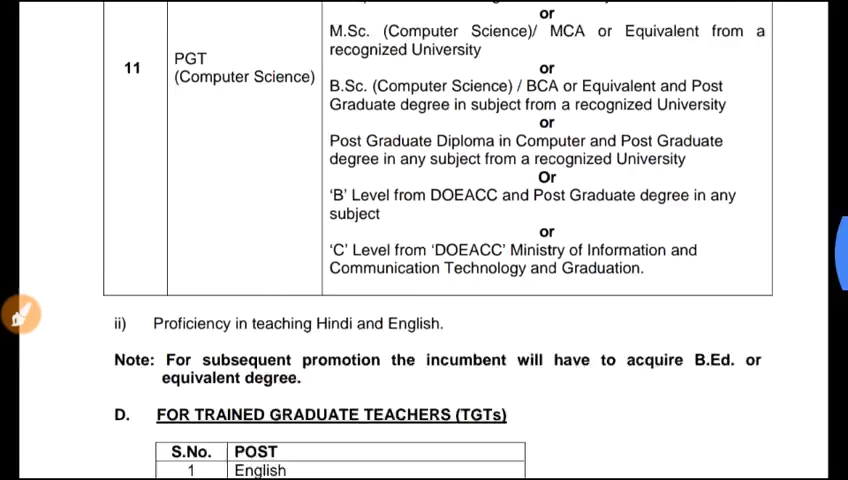 or
M.Sc. (Computer Science)/ MCA or Equivalent from a
recognized University
or
11
PGT
(Computer Science)
B.Sc. (Computer Science) / BCA or Equivalent and Post
Graduate degree in subject from a recognized University
or
Post Graduate Diploma in Computer and Post Graduate
degree in any subject from a recognized University
Or
‘B’ Level from DOEACC and Post Graduate degree in any
subject
or
‘C’ Level from ‘DOEACC’ Ministry of Information and
Communication Technology and Graduation.
ii) Proficiency in teaching Hindi and English.
Note: For subsequent promotion the incumbent will have to acquire B.Ed. or
equivalent degree.
D. FOR TRAINED GRADUATE TEACHERS (TGTs)
S.No. POST
1 English